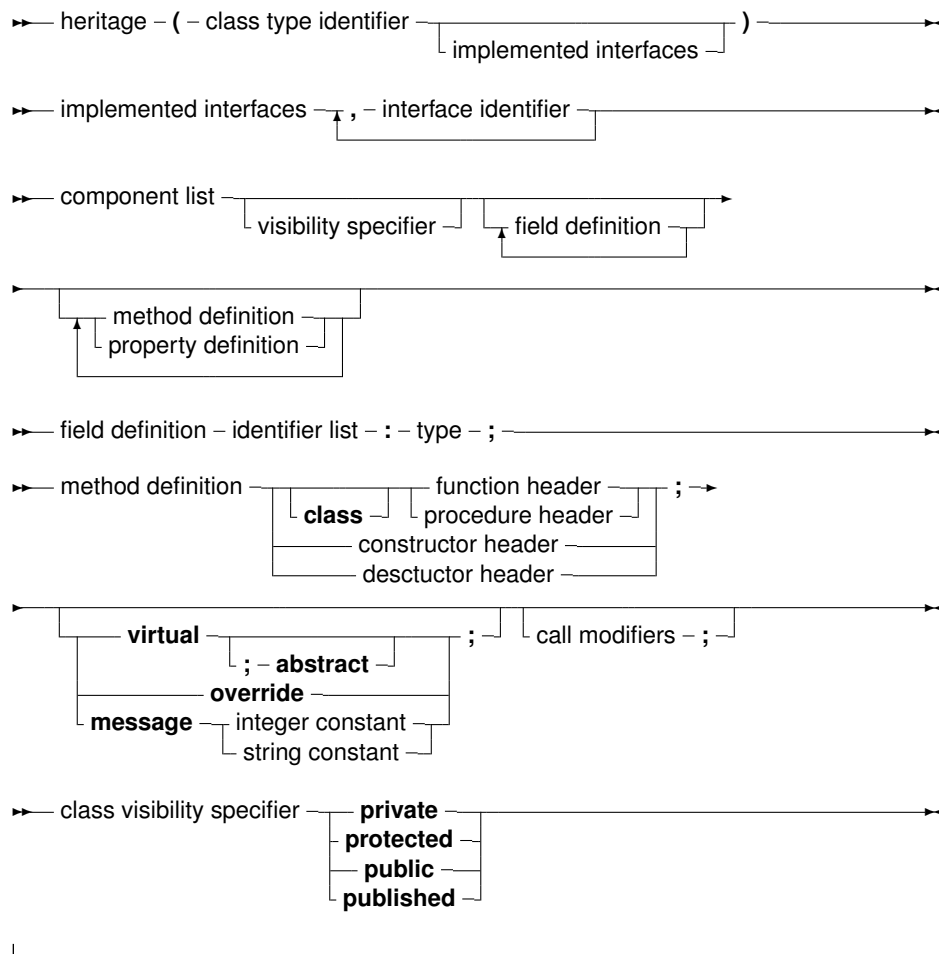 heritage ( class type identifier )
implemented interfaces
implemented interfaces , interface identifier
component list
visibility specifier field definition
method definition
property definition
field definition identifier list : type ;
method definition function header ;
class procedure header
constructor header
desctuctor header
virtual ; call modifiers ;
; abstract
override
message integer constant
string constant
class visibility specifier private
protected
public
published